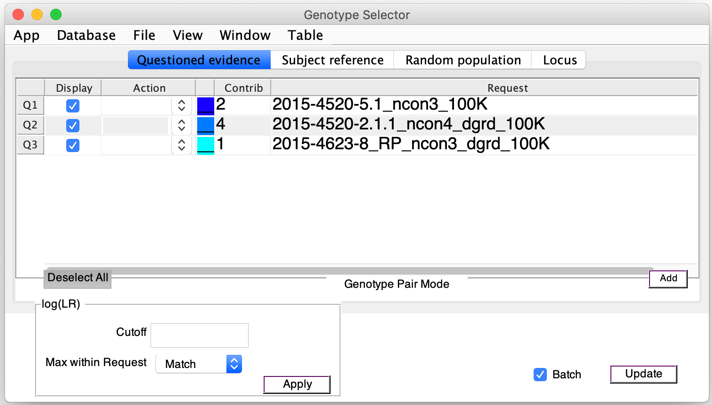 Genotype Selector
App Database File View Window Table
Questioned evidence Subject reference Random population Locus
Display Action Contrib Request
Q1 2 2015-4520-5.1_ncon3_100K
Q2 4 2015-4520-2.1.1_ncon4_dgrd_100K
Q3 1 2015-4623-8_RP_ncon3_dgrd_100K
Deselect All Genotype Pair Mode Add
log(LR)
Cutoff
Max within Request Match
Apply
Batch Update